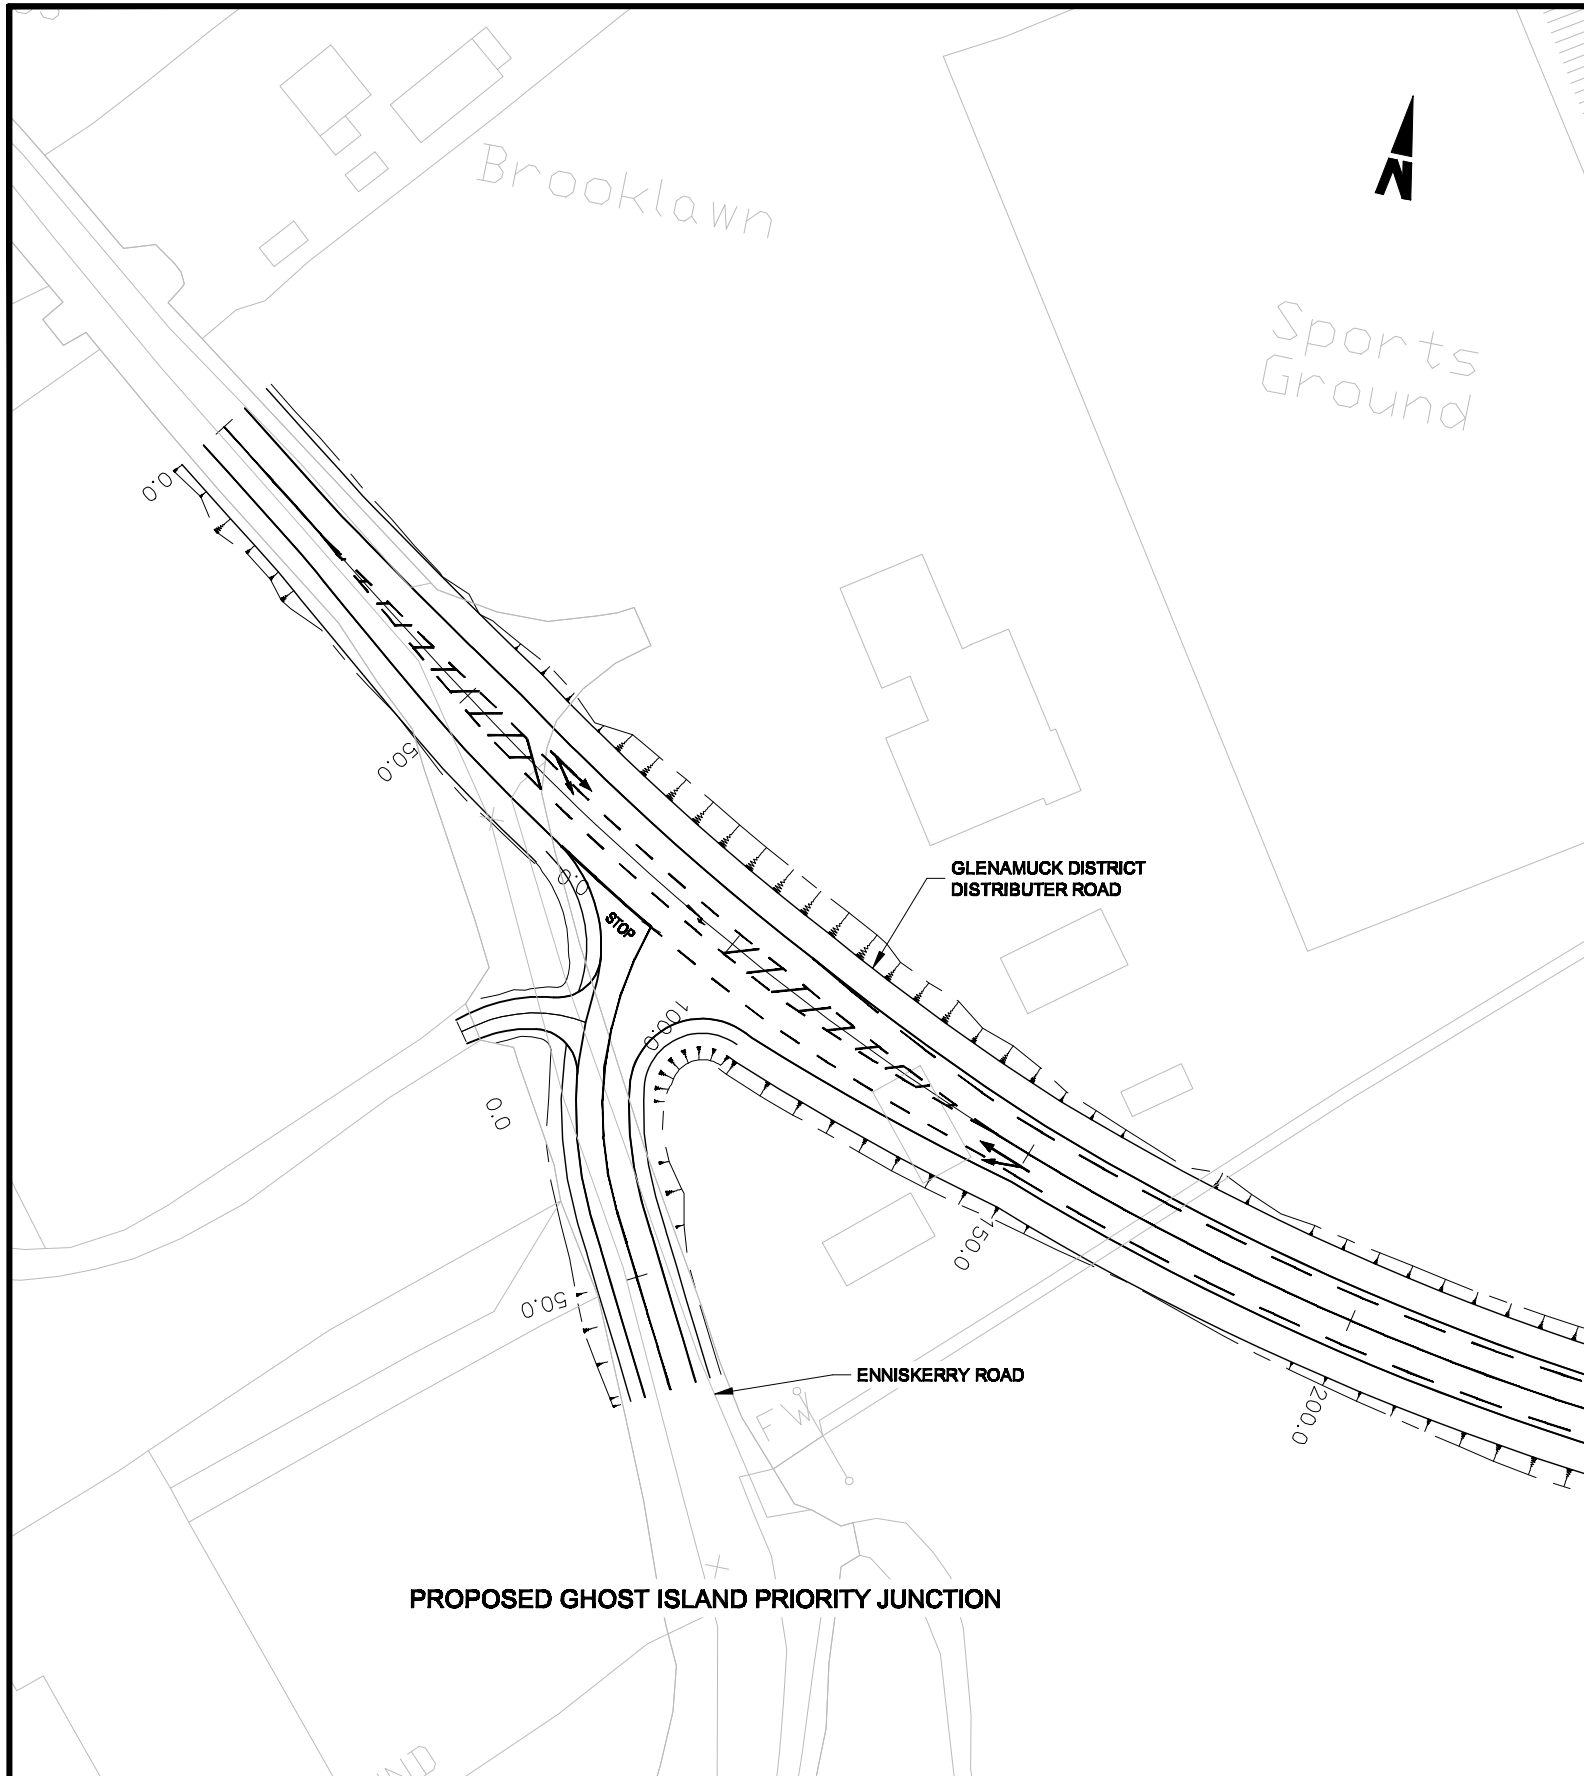 Brooklawn
N
Sports
Ground
0.0
50.0
0.0
STOP
GLENAMUCK DISTRICT
DISTRIBUTER ROAD
100.0
0.0
150.0
50.0
ENNISKERRY ROAD
200.0
FW
PROPOSED GHOST ISLAND PRIORITY JUNCTION